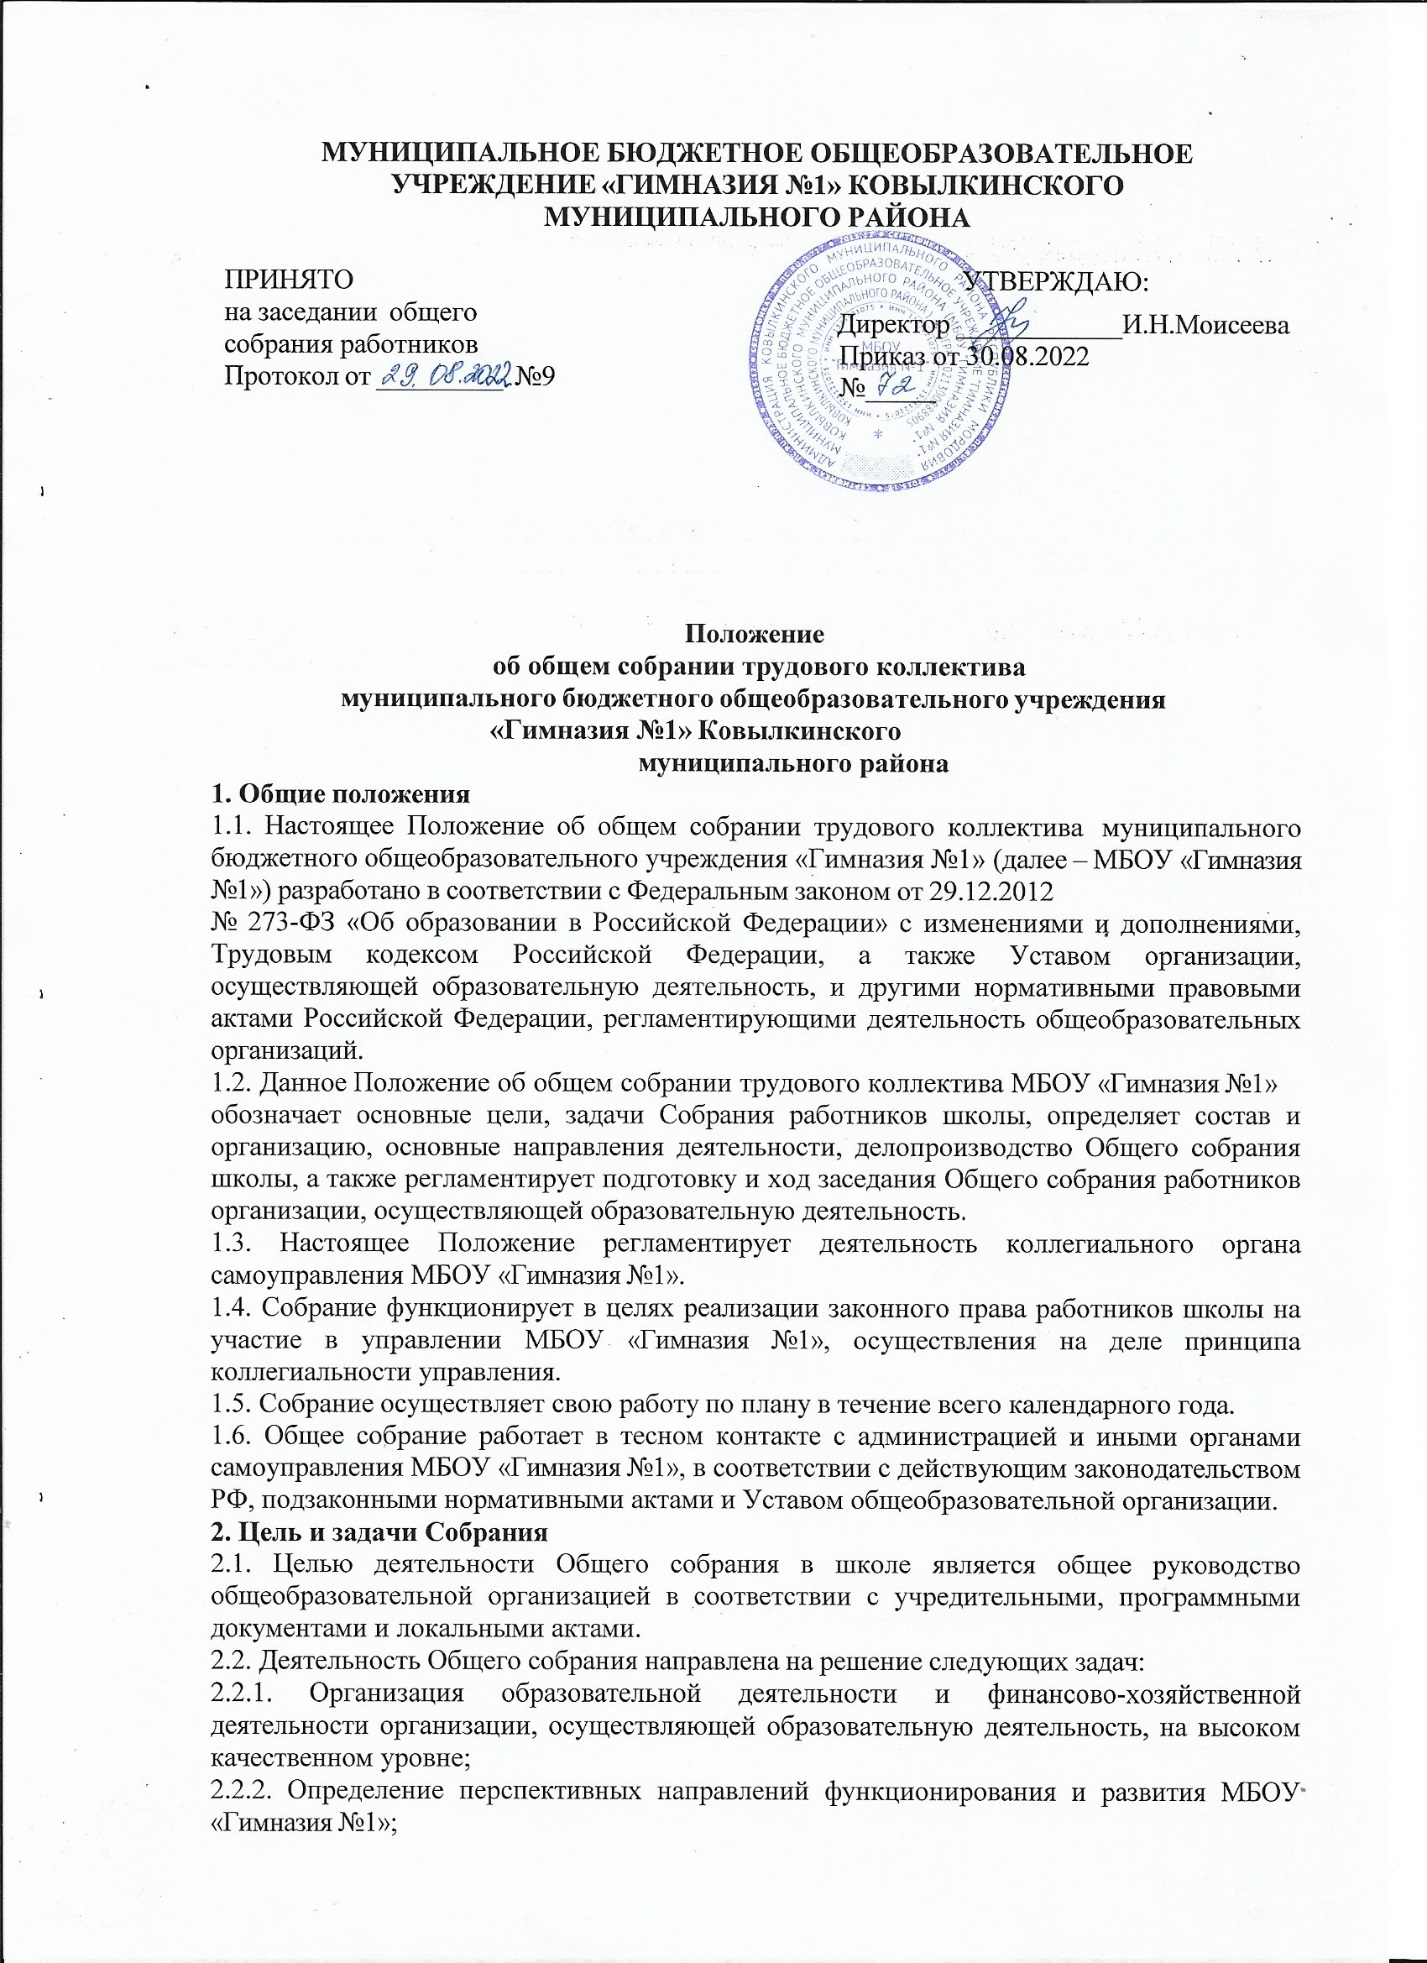 МУНИЦИПАЛЬНОЕ БЮДЖЕТНОЕ ОБЩЕОБРАЗОВАТЕЛЬНОЕ
УЧРЕЖДЕНИЕ «ГИМНАЗИЯ №1» КОВЫЛКИНСКОГО
МУНИЦИПАЛЬНОГО РАЙОНА
ПРИНЯТО
на заседании общего
собрания работников
Протокол от 29.08.2022 №9
УТВЕРЖДАЮ:
Директор ____________И.Н.Моисеева
Приказ от 30.08.2022
№ 72
МБОУ
"Гимназия №1"
Положение
об общем собрании трудового коллектива
муниципального бюджетного общеобразовательного учреждения
«Гимназия №1» Ковылкинского
муниципального района
1. Общие положения
1.1. Настоящее Положение об общем собрании трудового коллектива муниципального
бюджетного общеобразовательного учреждения «Гимназия №1» (далее – МБОУ «Гимназия
№1») разработано в соответствии с Федеральным законом от 29.12.2012
№ 273-ФЗ «Об образовании в Российской Федерации» с изменениями и дополнениями,
Трудовым кодексом Российской Федерации, а также Уставом организации,
осуществляющей образовательную деятельность, и другими нормативными правовыми
актами Российской Федерации, регламентирующими деятельность общеобразовательных
организаций.
1.2. Данное Положение об общем собрании трудового коллектива МБОУ «Гимназия №1»
обозначает основные цели, задачи Собрания работников школы, определяет состав и
организацию, основные направления деятельности, делопроизводство Общего собрания
школы, а также регламентирует подготовку и ход заседания Общего собрания работников
организации, осуществляющей образовательную деятельность.
1.3. Настоящее Положение регламентирует деятельность коллегиального органа
самоуправления МБОУ «Гимназия №1».
1.4. Собрание функционирует в целях реализации законного права работников школы на
участие в управлении МБОУ «Гимназия №1», осуществления на деле принципа
коллегиальности управления.
1.5. Собрание осуществляет свою работу по плану в течение всего календарного года.
1.6. Общее собрание работает в тесном контакте с администрацией и иными органами
самоуправления МБОУ «Гимназия №1», в соответствии с действующим законодательством
РФ, подзаконными нормативными актами и Уставом общеобразовательной организации.
2. Цель и задачи Собрания
2.1. Целью деятельности Общего собрания в школе является общее руководство
общеобразовательной организацией в соответствии с учредительными, программными
документами и локальными актами.
2.2. Деятельность Общего собрания направлена на решение следующих задач:
2.2.1. Организация образовательной деятельности и финансово-хозяйственной
деятельности организации, осуществляющей образовательную деятельность, на высоком
качественном уровне;
2.2.2. Определение перспективных направлений функционирования и развития МБОУ
«Гимназия №1»;